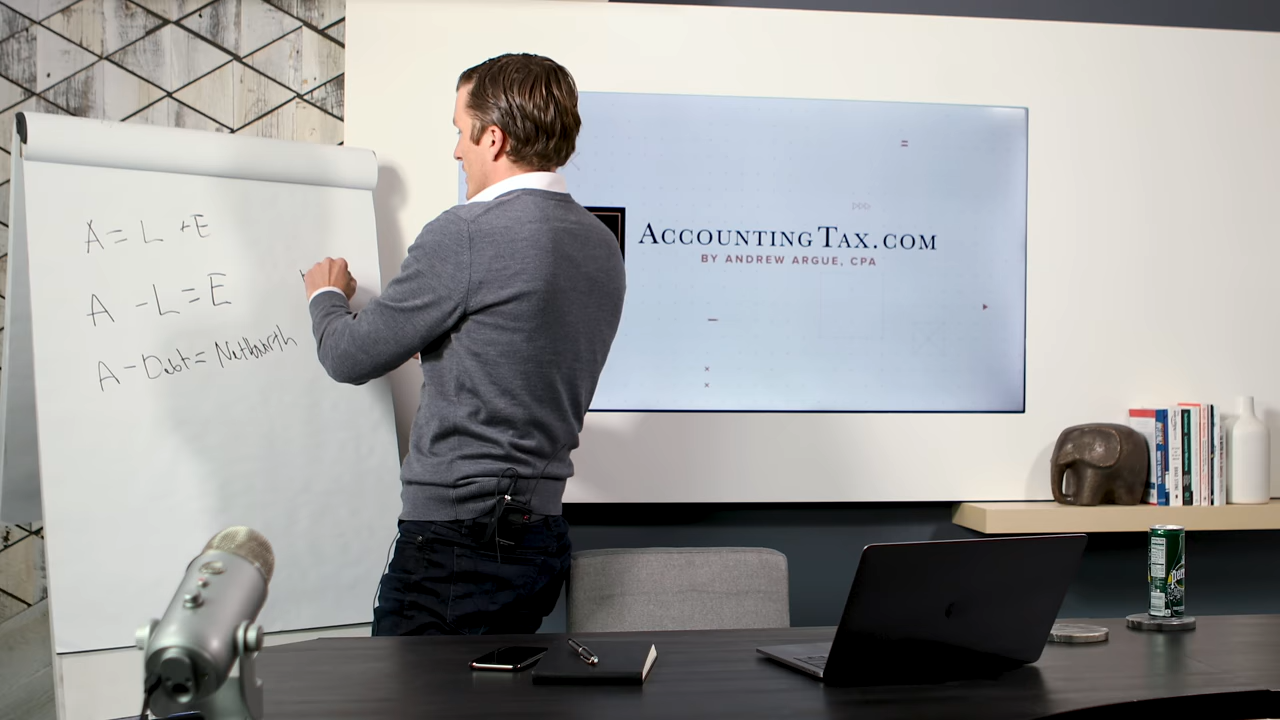 A = L + E
A - L = E
A - Debt = Networth
ACCOUNTINGTAX.COM
BY ANDREW ARGUE, CPA